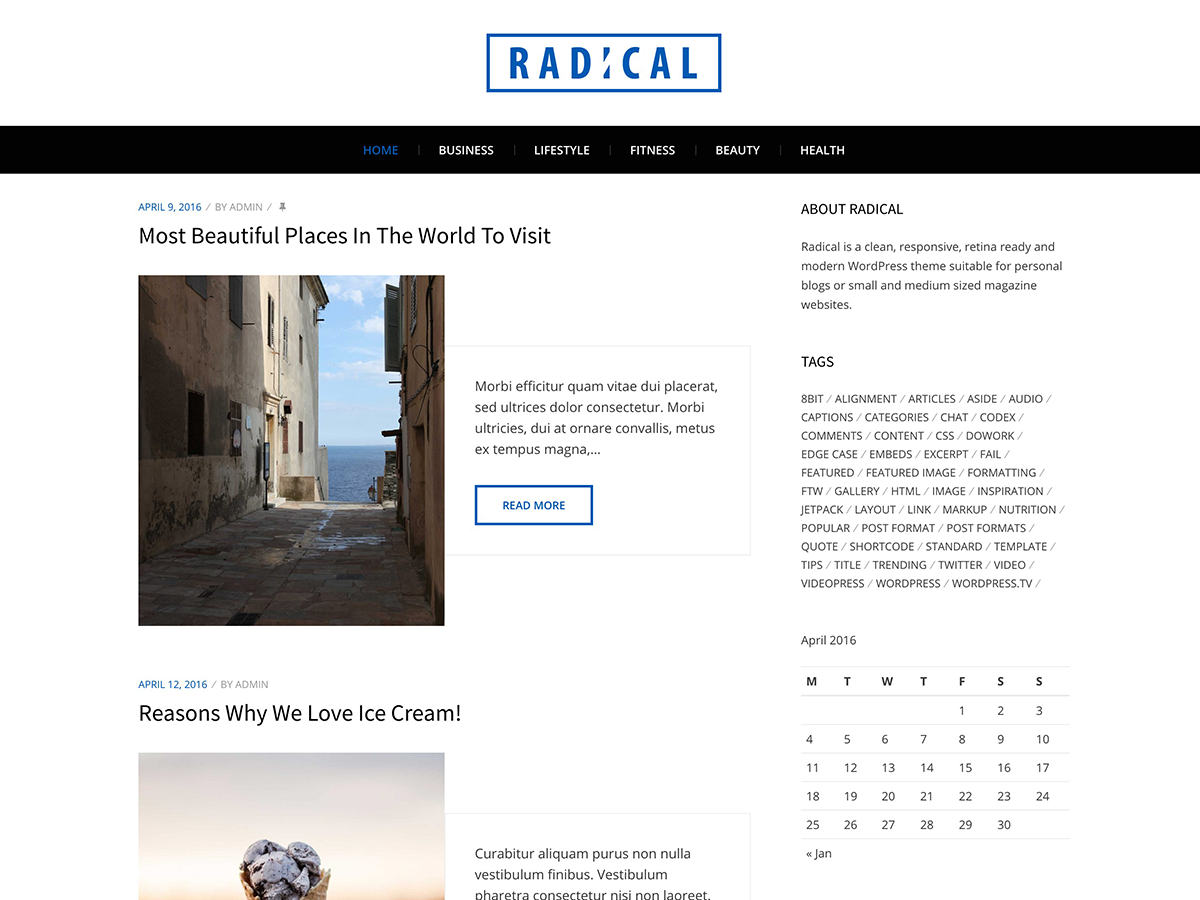 RADICAL
HOME | BUSINESS | LIFESTYLE | FITNESS | BEAUTY | HEALTH
APRIL 9, 2016 / BY ADMIN /
Most Beautiful Places In The World To Visit
Morbi efficitur quam vitae dui placerat,
sed ultrices dolor consectetur. Morbi
ultricies, dui at ornare convallis, metus
ex tempus magna,...
READ MORE
APRIL 12, 2016 / BY ADMIN
Reasons Why We Love Ice Cream!
Curabitur aliquam purus non nulla
vestibulum finibus. Vestibulum
pharetra consectetur nisi non laoreet.
ABOUT RADICAL
Radical is a clean, responsive, retina ready and
modern WordPress theme suitable for personal
blogs or small and medium sized magazine
websites.
TAGS
8BIT / ALIGNMENT / ARTICLES / ASIDE / AUDIO /
CAPTIONS / CATEGORIES / CHAT / CODEX /
COMMENTS / CONTENT / CSS / DOWORK /
EDGE CASE / EMBEDS / EXCERPT / FAIL /
FEATURED / FEATURED IMAGE / FORMATTING /
FTW / GALLERY / HTML / IMAGE / INSPIRATION /
JETPACK / LAYOUT / LINK / MARKUP / NUTRITION /
POPULAR / POST FORMAT / POST FORMATS /
QUOTE / SHORTCODE / STANDARD / TEMPLATE /
TIPS / TITLE / TRENDING / TWITTER / VIDEO /
VIDEOPRESS / WORDPRESS / WORDPRESS.TV /
April 2016
M T W T F S S
1 2 3
4 5 6 7 8 9 10
11 12 13 14 15 16 17
18 19 20 21 22 23 24
25 26 27 28 29 30
« Jan